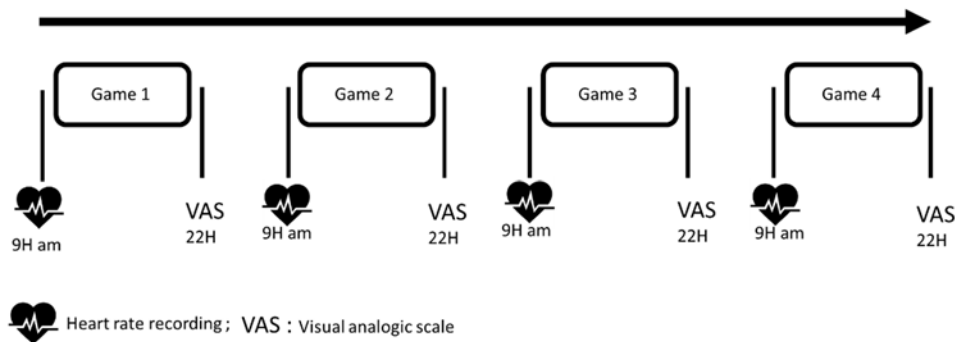 Game 1 Game 2 Game 3 Game 4
VAS VAS VAS VAS
9H am 22H 9H am 22H 9H am 22H 9H am 22H
Heart rate recording ; VAS : Visual analogic scale